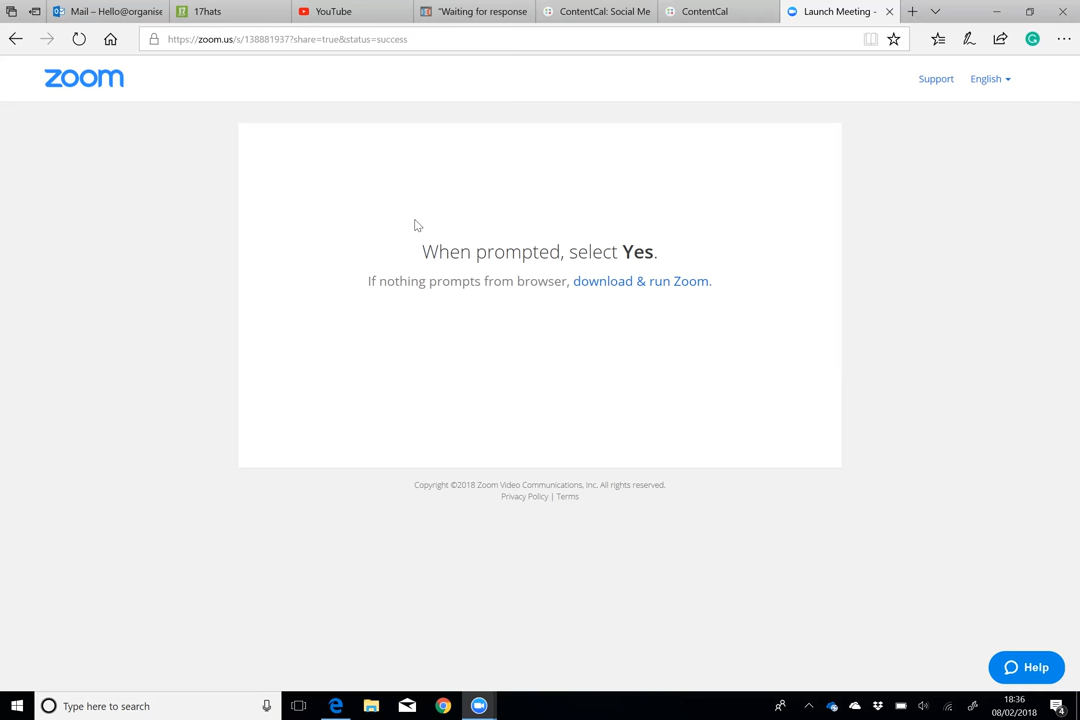 Mail – Hello@organise
17hats
YouTube
"Waiting for response
ContentCal: Social Me
ContentCal
Launch Meeting -
https://zoom.us/s/138881937?share=true&status=success
zoom
Support
English
When prompted, select Yes.
If nothing prompts from browser, download & run Zoom.
Copyright ©2018 Zoom Video Communications, Inc. All rights reserved.
Privacy Policy | Terms
Help
Type here to search
18:36
08/02/2018
4